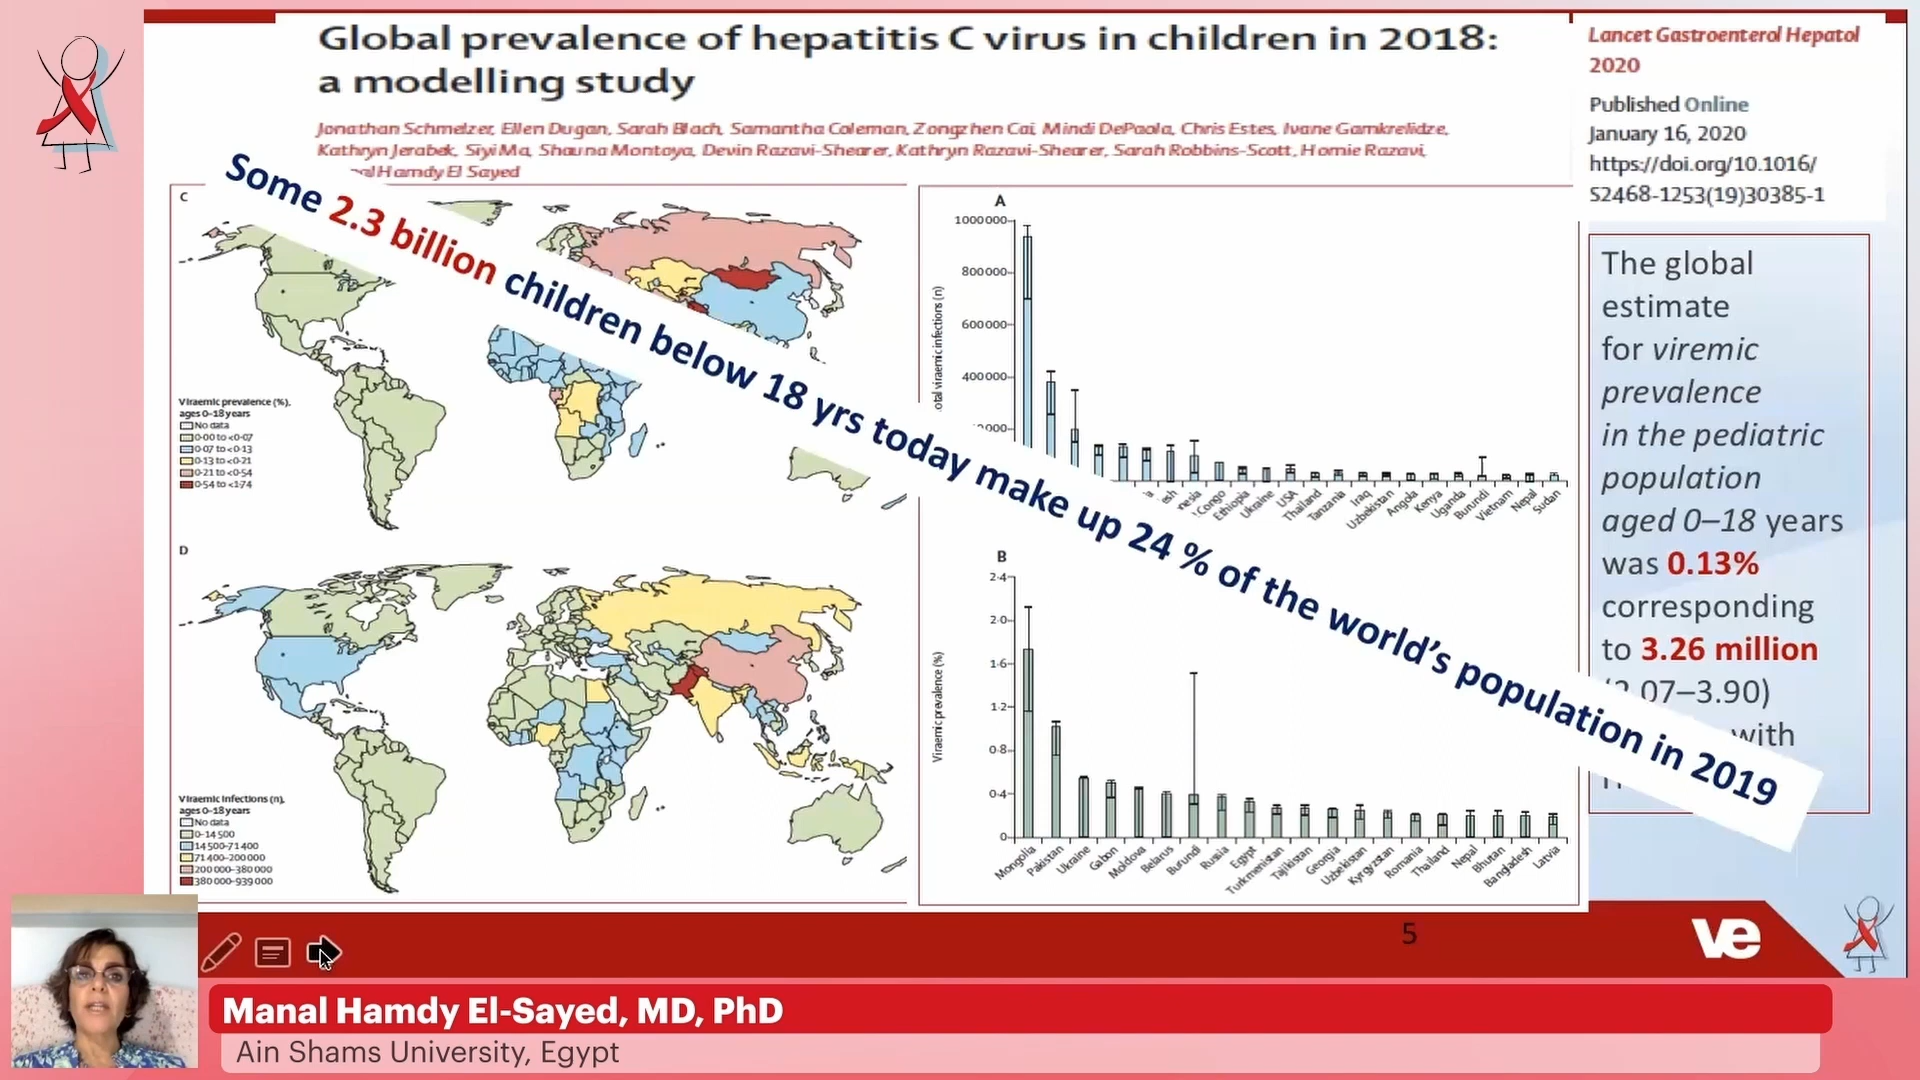 Global prevalence of hepatitis C virus in children in 2018:
a modelling study
Jonathan Schmelzer, Ellen Dugan, Sarah Blach, Samantha Coleman, Zongzhen Cai, Mindi DePaola, Chris Estes, Ivane Gamkrelidze,
Kathryn Jerabek, Siyi Ma, Shauna Montoya, Devin Razavi-Shearer, Kathryn Razavi-Shearer, Sarah Robbins-Scott, Homie Razavi,
Hamdy El Sayed
Lancet Gastroenterol Hepatol
2020
Published Online
January 16, 2020
https://doi.org/10.1016/
S2468-1253(19)30385-1
Some 2.3 billion children below 18 yrs today make up 24 % of the world's population in 2019
C
Viraemic prevalence (%),
ages 0–18 years
No data
0·00 to <0·07
0·07 to <0·13
0·13 to <0·21
0·21 to <0·54
0·54 to <1·74
D
Viraemic infections (n),
ages 0–18 years
No data
0–14 500
14 500–71 400
71 400–200 000
200 000–380 000
380 000–939 000
A
viraemic infections (n)
1000 000
800 000
600 000
400 000
Congo
Ethiopia
Ukraine
USA
Thailand
Tanzania
Iraq
Uzbekistan
Angola
Kenya
Uganda
Burundi
Vietnam
Nepal
Sudan
B
Viraemic prevalence (%)
2·4
2·0
1·6
1·2
0·8
0·4
0
Mongolia
Pakistan
Ukraine
Gabon
Moldova
Belarus
Burundi
Russia
Egypt
Turkmenistan
Tajikistan
Georgia
Uzbekistan
Kyrgyzstan
Romania
Thailand
Nepal
Bhutan
Bangladesh
Latvia
The global
estimate
for viremic
prevalence
in the pediatric
population
aged 0–18 years
was 0.13%
corresponding
to 3.26 million
07–3.90)
with
5
ve
Manal Hamdy El-Sayed, MD, PhD
Ain Shams University, Egypt